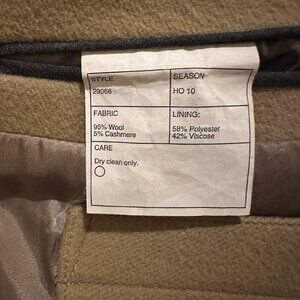 STYLE SEASON
29066 HO 10
FABRIC LINING:
95% Wool 58% Polyester
5% Cashmere 42% Viscose
CARE
Dry clean only.